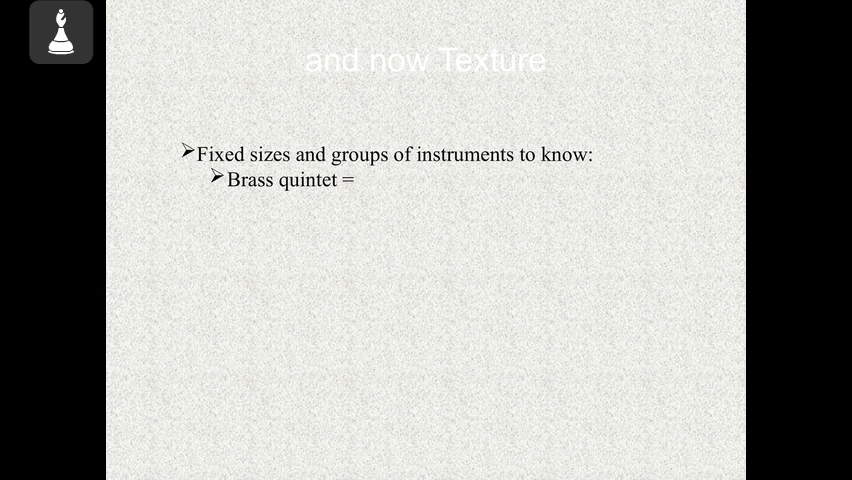 and now Texture
Fixed sizes and groups of instruments to know:
Brass quintet =